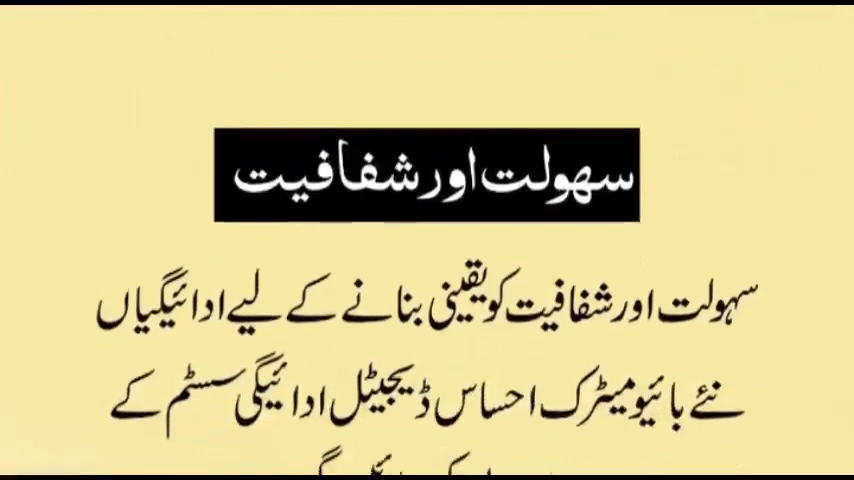 سہولت اور شفافیت
سہولت اور شفافیت کو یقینی بنانے کے لیے ادائیگیاں
نئے بائیومیٹرک احساس ڈیجیٹل ادائیگی سسٹم کے